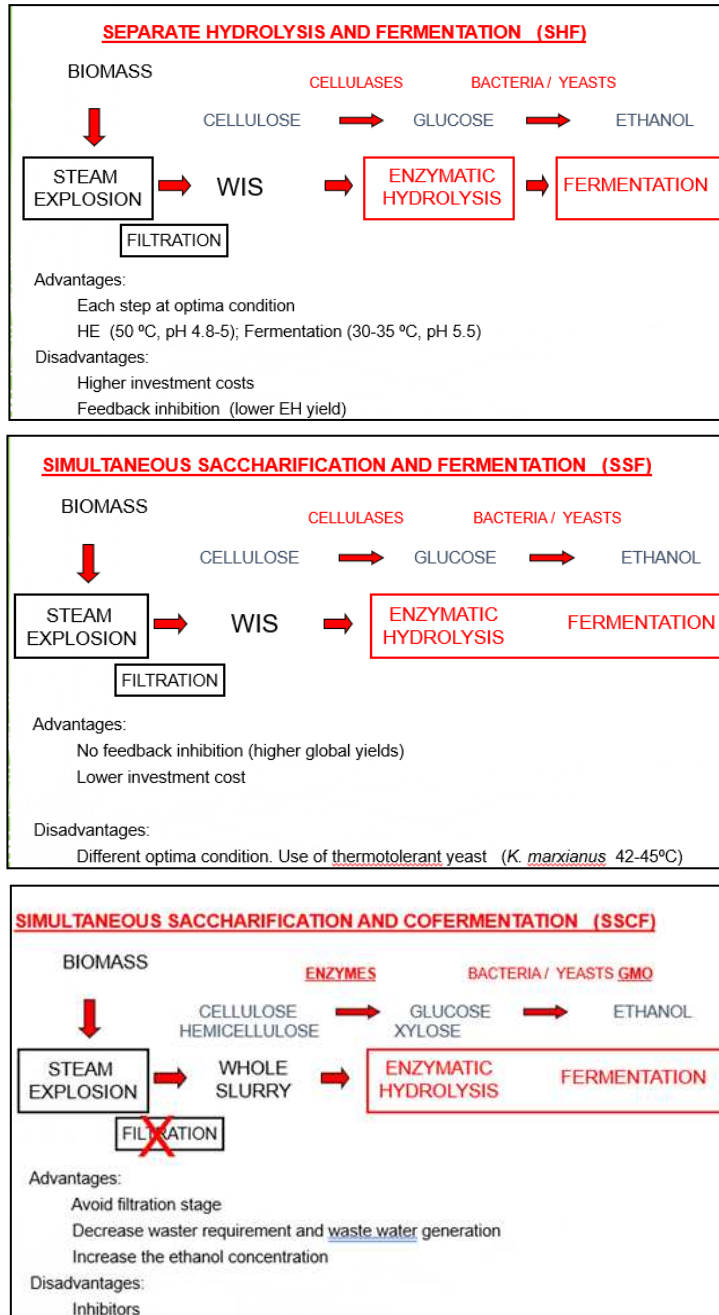 SEPARATE HYDROLYSIS AND FERMENTATION (SHF)
BIOMASS
CELLULASES BACTERIA / YEASTS
CELLULOSE GLUCOSE ETHANOL
STEAM EXPLOSION WIS ENZYMATIC HYDROLYSIS FERMENTATION
FILTRATION
Advantages:
Each step at optima condition
HE (50 ºC, pH 4.8-5); Fermentation (30-35 ºC, pH 5.5)
Disadvantages:
Higher investment costs
Feedback inhibition (lower EH yield)
SIMULTANEOUS SACCHARIFICATION AND FERMENTATION (SSF)
BIOMASS
CELLULASES BACTERIA / YEASTS
CELLULOSE GLUCOSE ETHANOL
STEAM EXPLOSION WIS ENZYMATIC HYDROLYSIS FERMENTATION
FILTRATION
Advantages:
No feedback inhibition (higher global yields)
Lower investment cost
Disadvantages:
Different optima condition. Use of thermotolerant yeast (K. marxianus 42-45ºC)
SIMULTANEOUS SACCHARIFICATION AND COFERMENTATION (SSCF)
BIOMASS
ENZYMES BACTERIA / YEASTS GMO
CELLULOSE GLUCOSE ETHANOL
HEMICELLULOSE XYLOSE
STEAM EXPLOSION WHOLE SLURRY ENZYMATIC HYDROLYSIS FERMENTATION
FILTRATION
Advantages:
Avoid filtration stage
Decrease waster requirement and waste water generation
Increase the ethanol concentration
Disadvantages:
Inhibitors